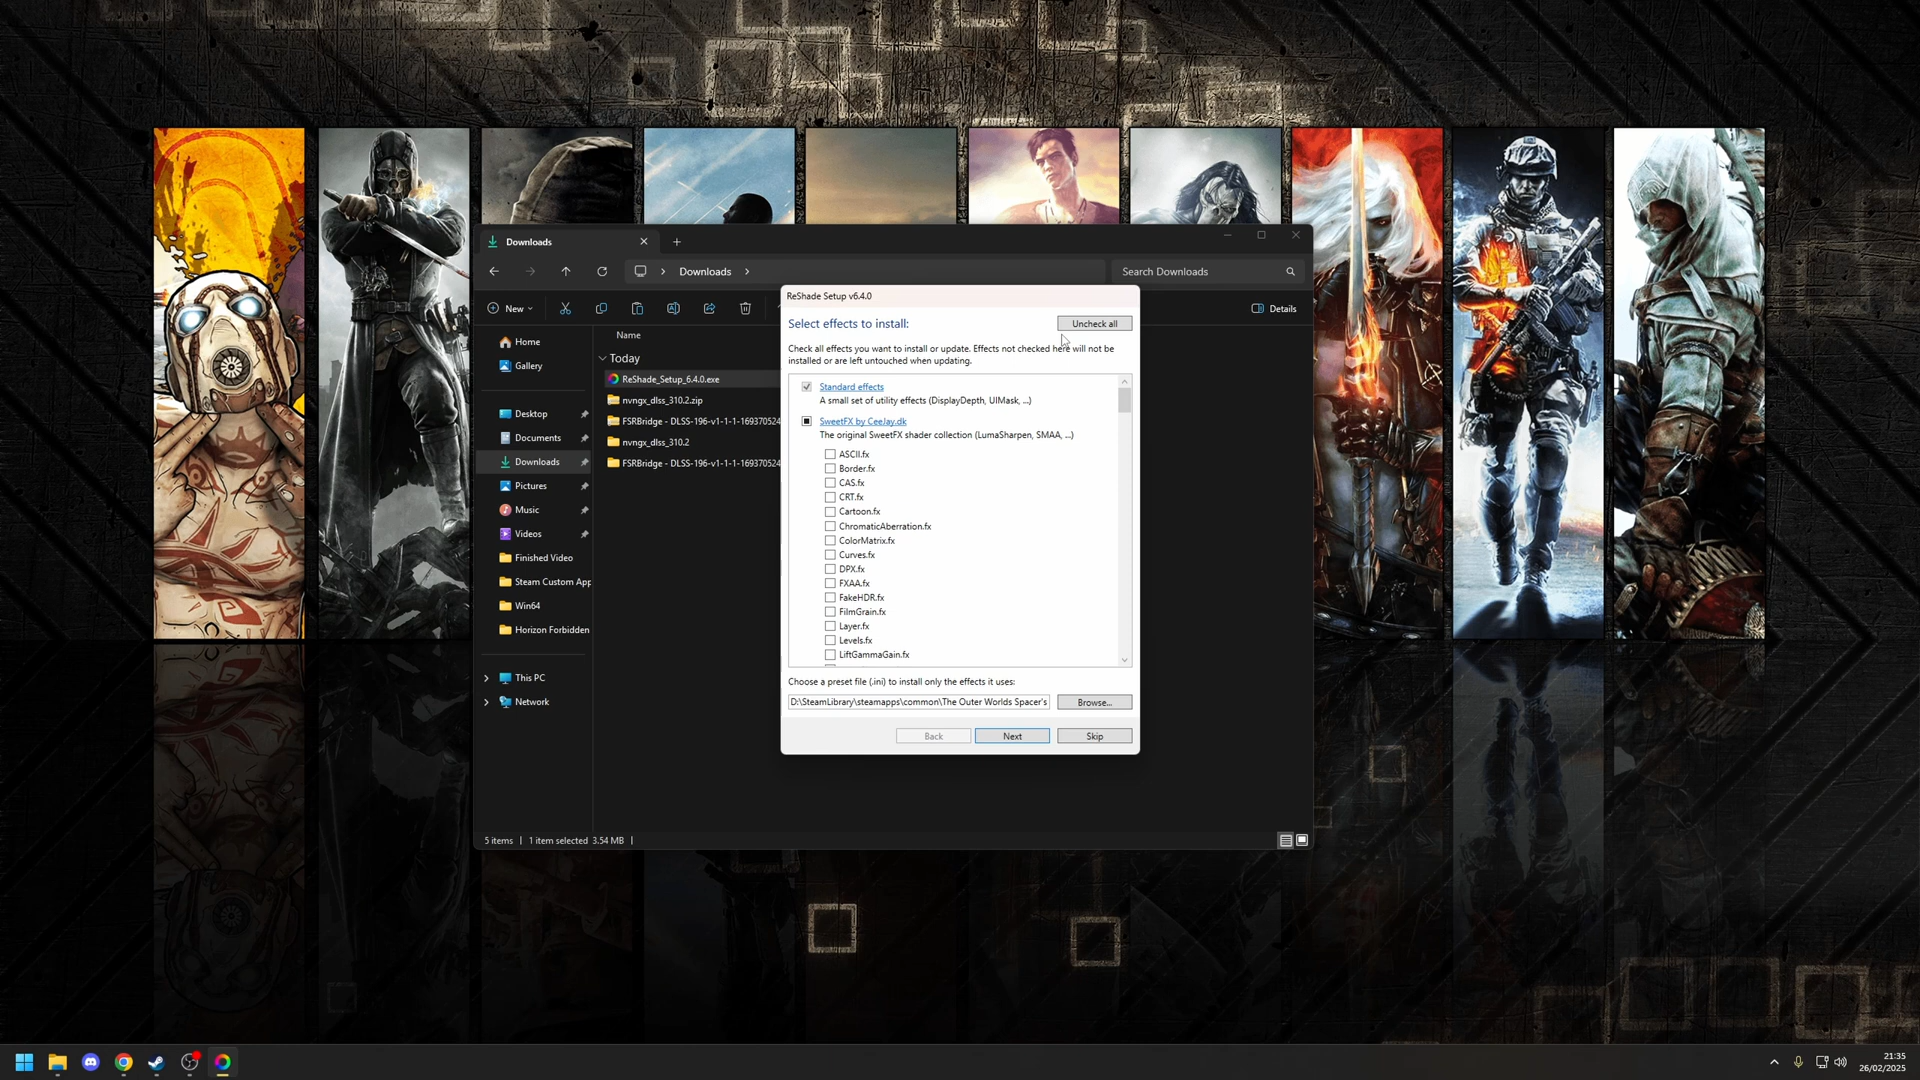 Downloads
Downloads
Search Downloads
New
Details
Name
Home
Gallery
Desktop
Documents
Downloads
Pictures
Music
Videos
Finished Video
Steam Custom App
Win64
Horizon Forbidden
This PC
Network
Today
ReShade_Setup_6.4.0.exe
nvngx_dlss_310.2.zip
FSRBridge - DLSS-196-v1-1-1-169370524
nvngx_dlss_310.2
FSRBridge - DLSS-196-v1-1-1-169370524
5 items | 1 item selected 3.54 MB |
ReShade Setup v6.4.0
Select effects to install:
Uncheck all
Check all effects you want to install or update. Effects not checked here will not be
installed or are left untouched when updating.
Standard effects
A small set of utility effects (DisplayDepth, UIMask, ...)
SweetFX by CeeJay.dk
The original SweetFX shader collection (LumaSharpen, SMAA, ...)
ASCII.fx
Border.fx
CAS.fx
CRT.fx
Cartoon.fx
ChromaticAberration.fx
ColorMatrix.fx
Curves.fx
DPX.fx
FXAA.fx
FakeHDR.fx
FilmGrain.fx
Layer.fx
Levels.fx
LiftGammaGain.fx
Choose a preset file (.ini) to install only the effects it uses:
D:\SteamLibrary\steamapps\common\The Outer Worlds Spacer's
Browse...
Back
Next
Skip
21:35
26/02/2025